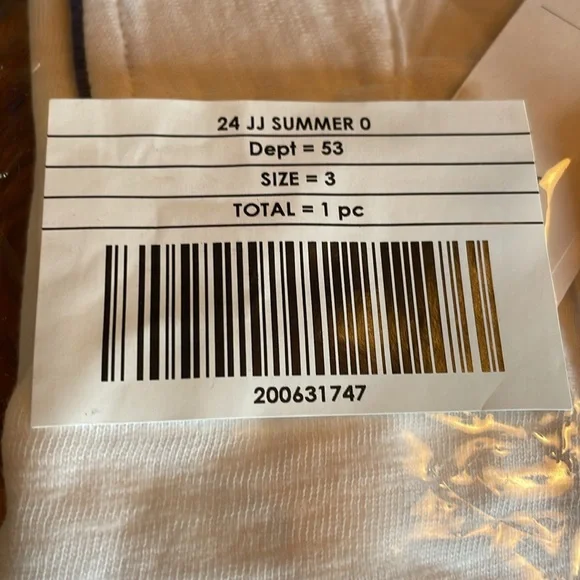 24 JJ SUMMER 0
Dept = 53
SIZE = 3
TOTAL = 1 pc
200631747